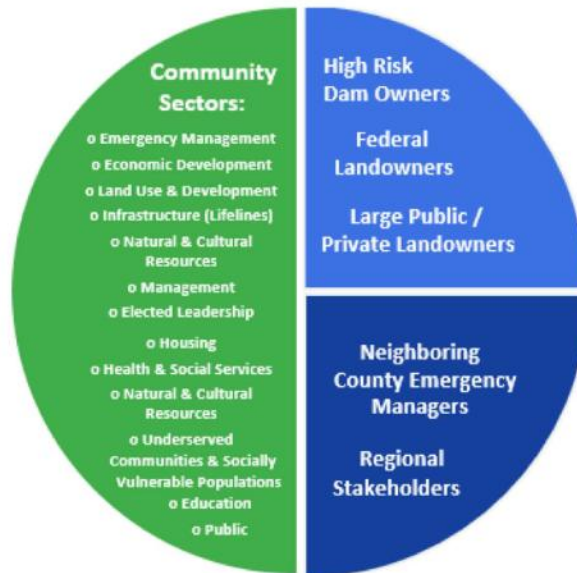 Community
Sectors:
o Emergency Management
o Economic Development
o Land Use & Development
o Infrastructure (Lifelines)
o Natural & Cultural
Resources
o Management
o Elected Leadership
o Housing
o Health & Social Services
o Natural & Cultural
Resources
o Underserved
Communities & Socially
Vulnerable Populations
o Education
o Public
High Risk
Dam Owners
Federal
Landowners
Large Public /
Private Landowners
Neighboring
County Emergency
Managers
Regional
Stakeholders